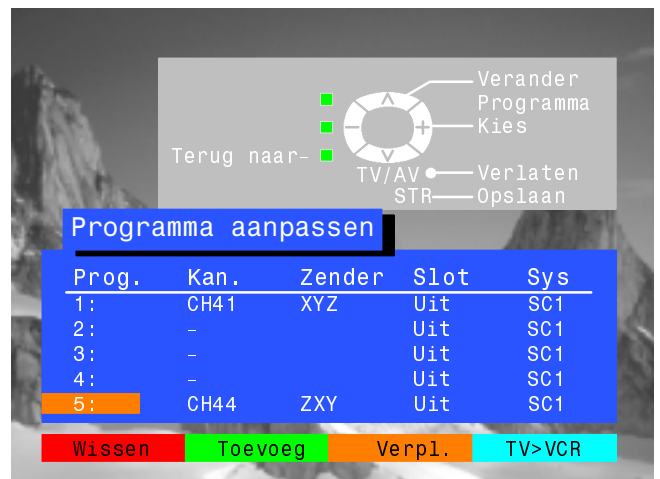 Verander
Programma
Kies
Terug naar–
TV/AV Verlaten
STR Opslaan
Programma aanpassen
Prog. Kan. Zender Slot Sys
1: CH41 XYZ Uit SC1
2: – Uit SC1
3: – Uit SC1
4: – Uit SC1
5: CH44 ZXY Uit SC1
Wissen Toevoeg Verpl. TV>VCR